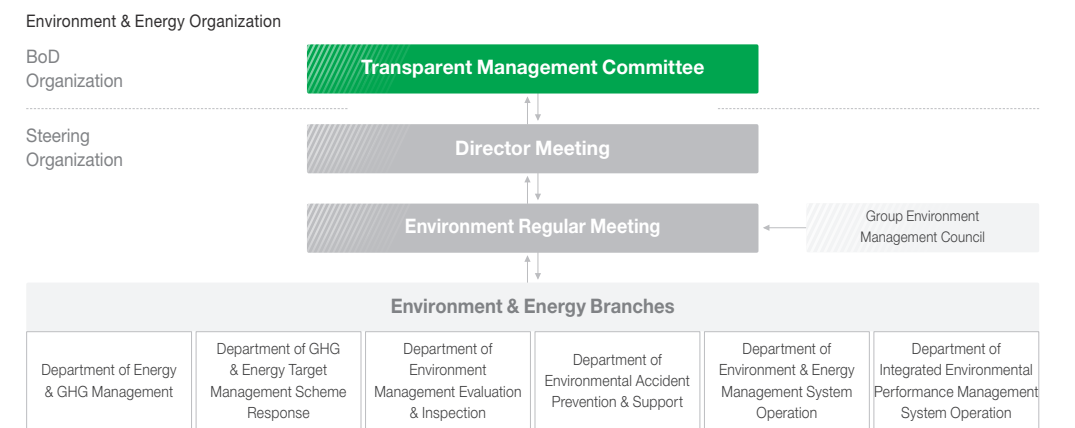 Environment & Energy Organization
BoD
Organization
Transparent Management Committee
Steering
Organization
Director Meeting
Environment Regular Meeting
Group Environment
Management Council
Environment & Energy Branches
Department of Energy
& GHG Management
Department of GHG
& Energy Target
Management Scheme
Response
Department of
Environment
Management Evaluation
& Inspection
Department of
Environmental Accident
Prevention & Support
Department of
Environment & Energy
Management System
Operation
Department of
Integrated Environmental
Performance Management
System Operation